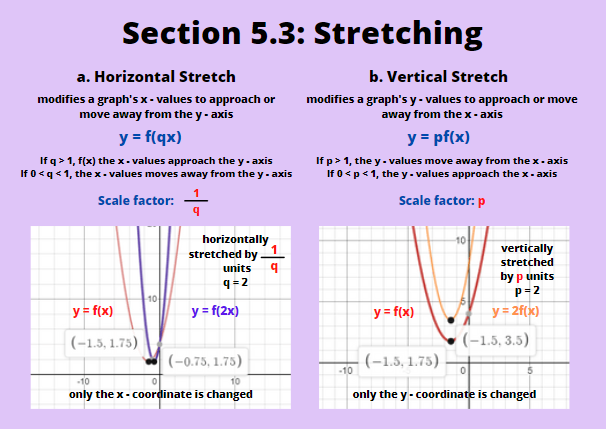 Section 5.3: Stretching
a. Horizontal Stretch
modifies a graph's x - values to approach or
move away from the y - axis
y = f(qx)
If q > 1, f(x) the x - values approach the y - axis
If 0 < q < 1, the x - values moves away from the y - axis
Scale factor: 1/q
horizontally
stretched by 1/q
units
q = 2
10
y = f(x)
y = f(2x)
(−1.5, 1.75)
(−0.75, 1.75)
-10 0 10
only the x - coordinate is changed
b. Vertical Stretch
modifies a graph's y - values to approach or move
away from the x - axis
y = pf(x)
If p > 1, the y - values move away from the x - axis
If 0 < p < 1, the y - values approach the x - axis
Scale factor: p
10
vertically
stretched
by p units
p = 2
5
y = f(x)
y = 2f(x)
(−1.5, 3.5)
(−1.5, 1.75)
-10 0 5
only the y - coordinate is changed